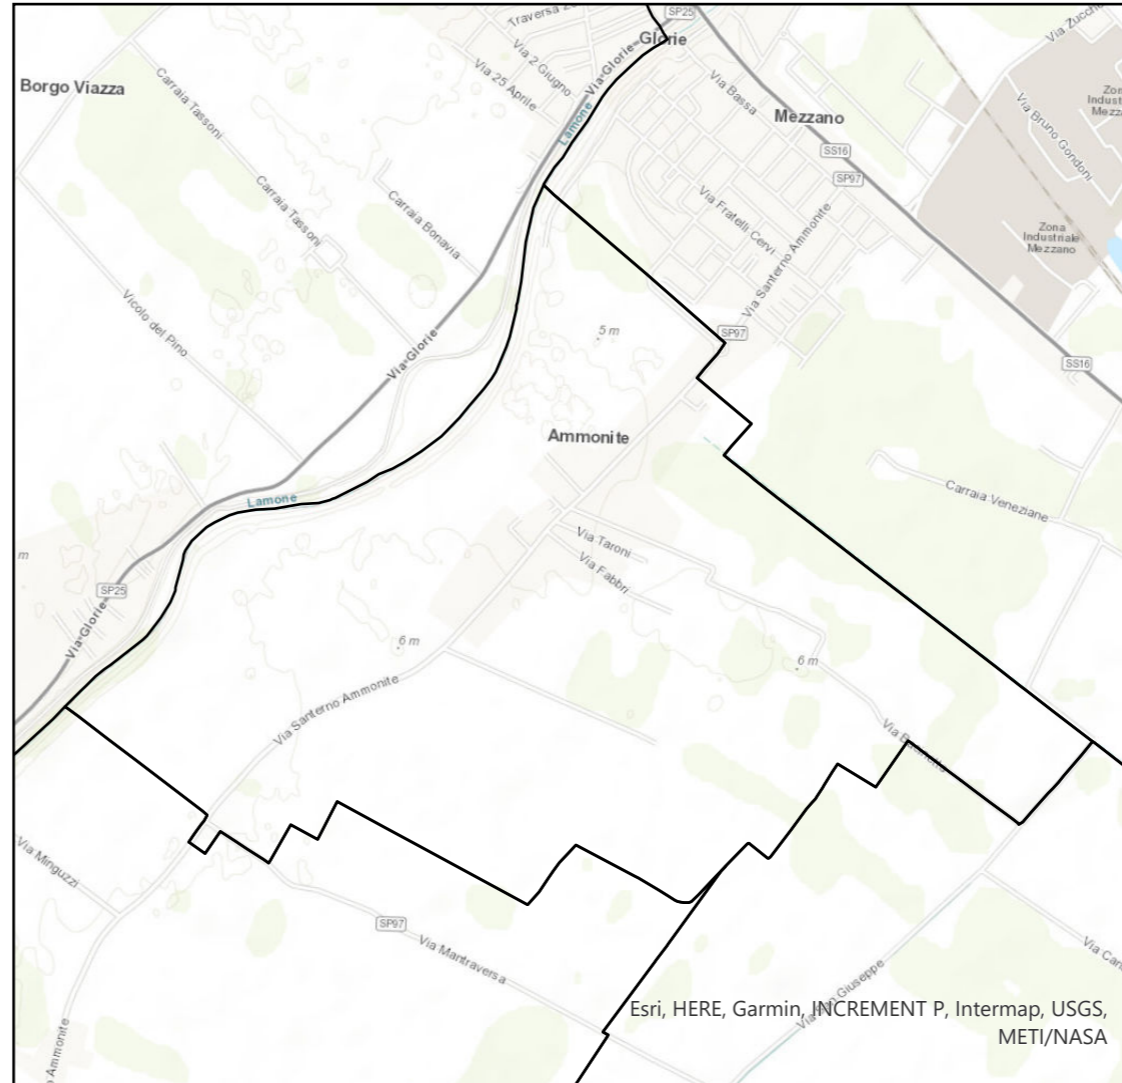 Traversa
SP25
Glorie
Via Zucche
Via 2 Giugno
Via-Glorie-
Via 25 Aprile
Borgo Viazza
Carraia Tassoni
Lamone
Via Bassa
Mezzano
Via Bruno Gondoni
SS16
SP97
Carraia Tassoni
Carraia Bonavia
Via Fratelli Cervi
Via Santerno Ammonite
Zona
Industriale
Mezzano
Vicolo del Pino
Via-Glorie
5 m
SP97
SS16
Ammonite
Lamone
Carraia Veneziane
m
Via Taroni
Via Fabbri
SP25
Via-Glorie-
6 m
6 m
Via Santerno Ammonite
Via Minguzzi
SP97
Via Mantraversa
Ammonite
Esri, HERE, Garmin, INCREMENT P, Intermap, USGS,
METI/NASA